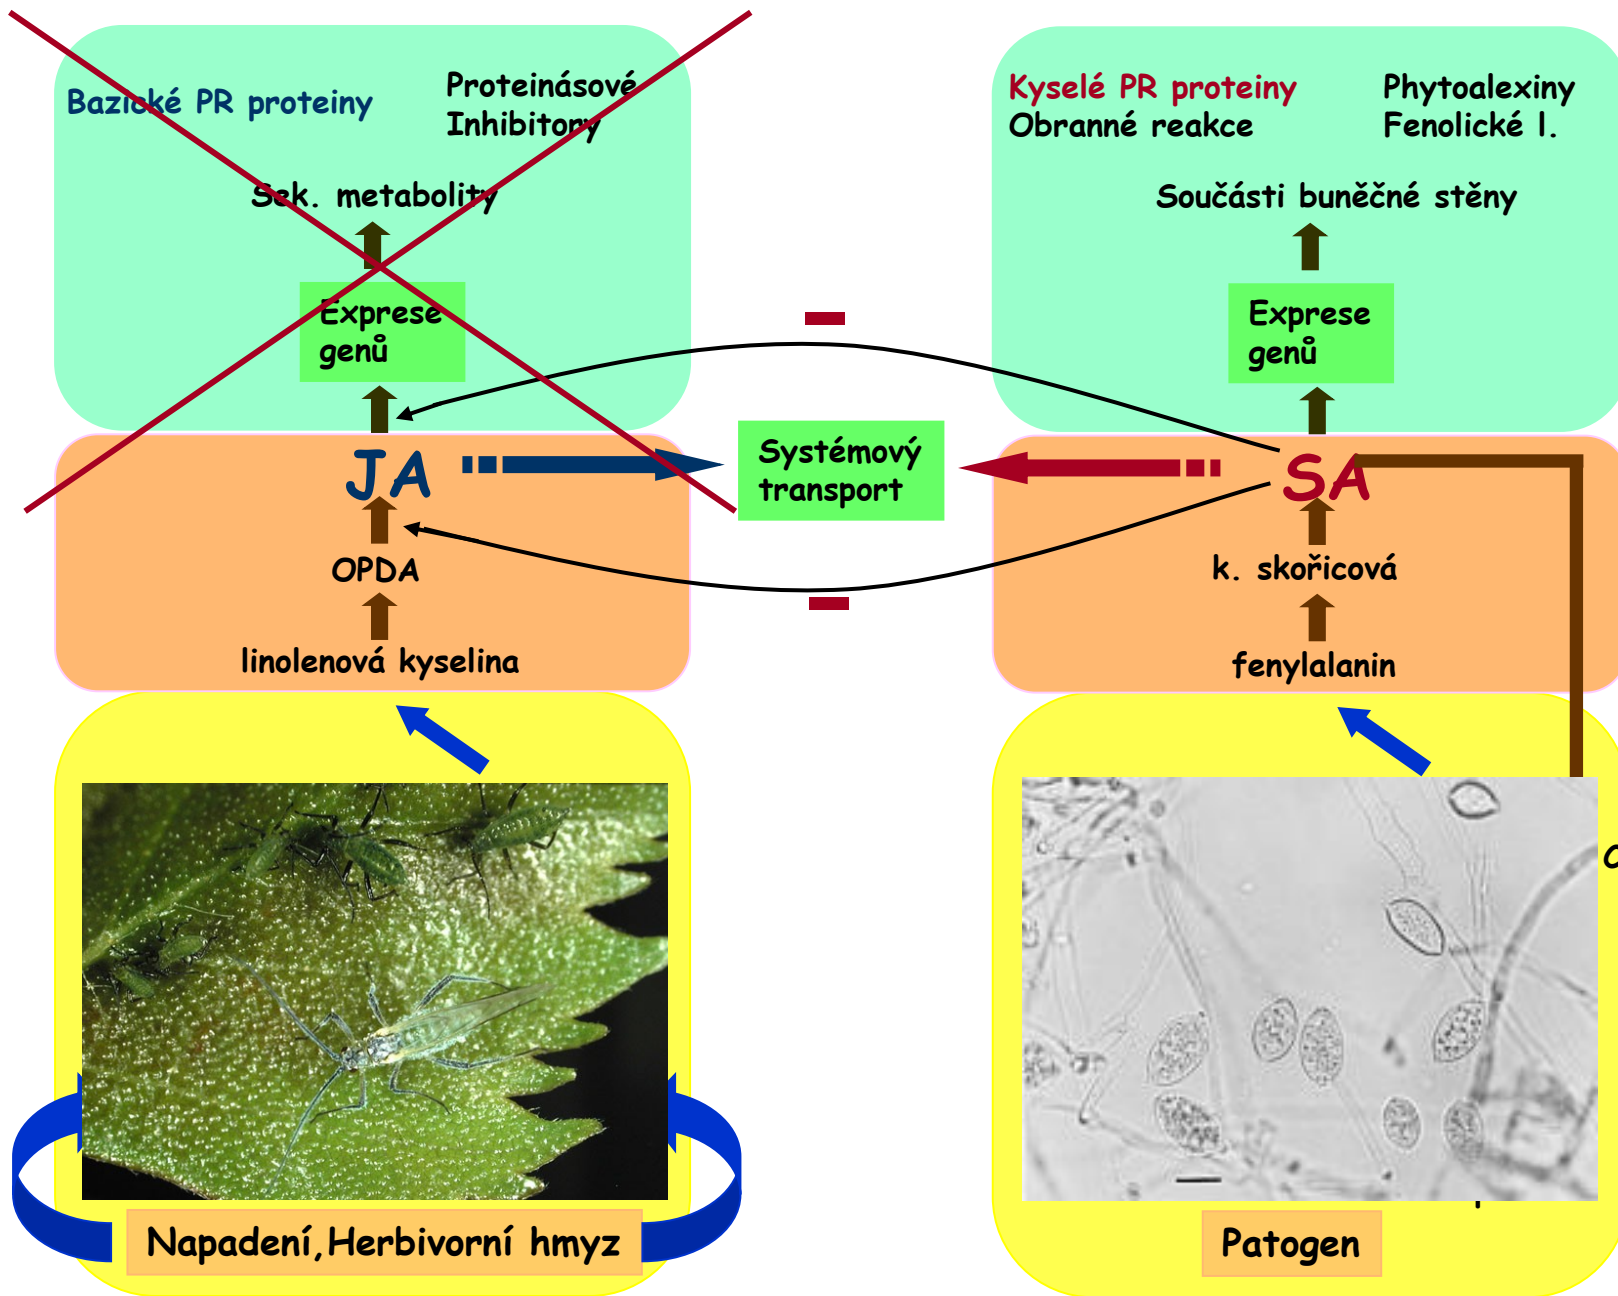 Bazické PR proteiny
Proteinásové
Inhibitory
Sek. metabolity
Exprese
genů
JA
OPDA
linolenová kyselina
Napadení,Herbivorní hmyz
Systémový
transport
Kyselé PR proteiny
Obranné reakce
Phytoalexiny
Fenolické l.
Součásti buněčné stěny
Exprese
genů
SA
k. skořicová
fenylalanin
Patogen